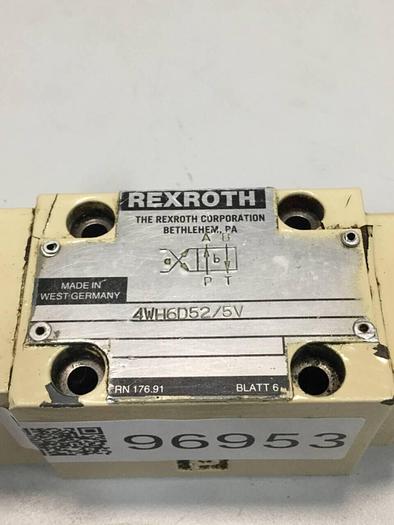 REXROTH
THE REXROTH CORPORATION
BETHLEHEM, PA
A B
a b
P T
MADE IN
WEST GERMANY
4WH6D52/5V
RN 176.91 BLATT 6
96953